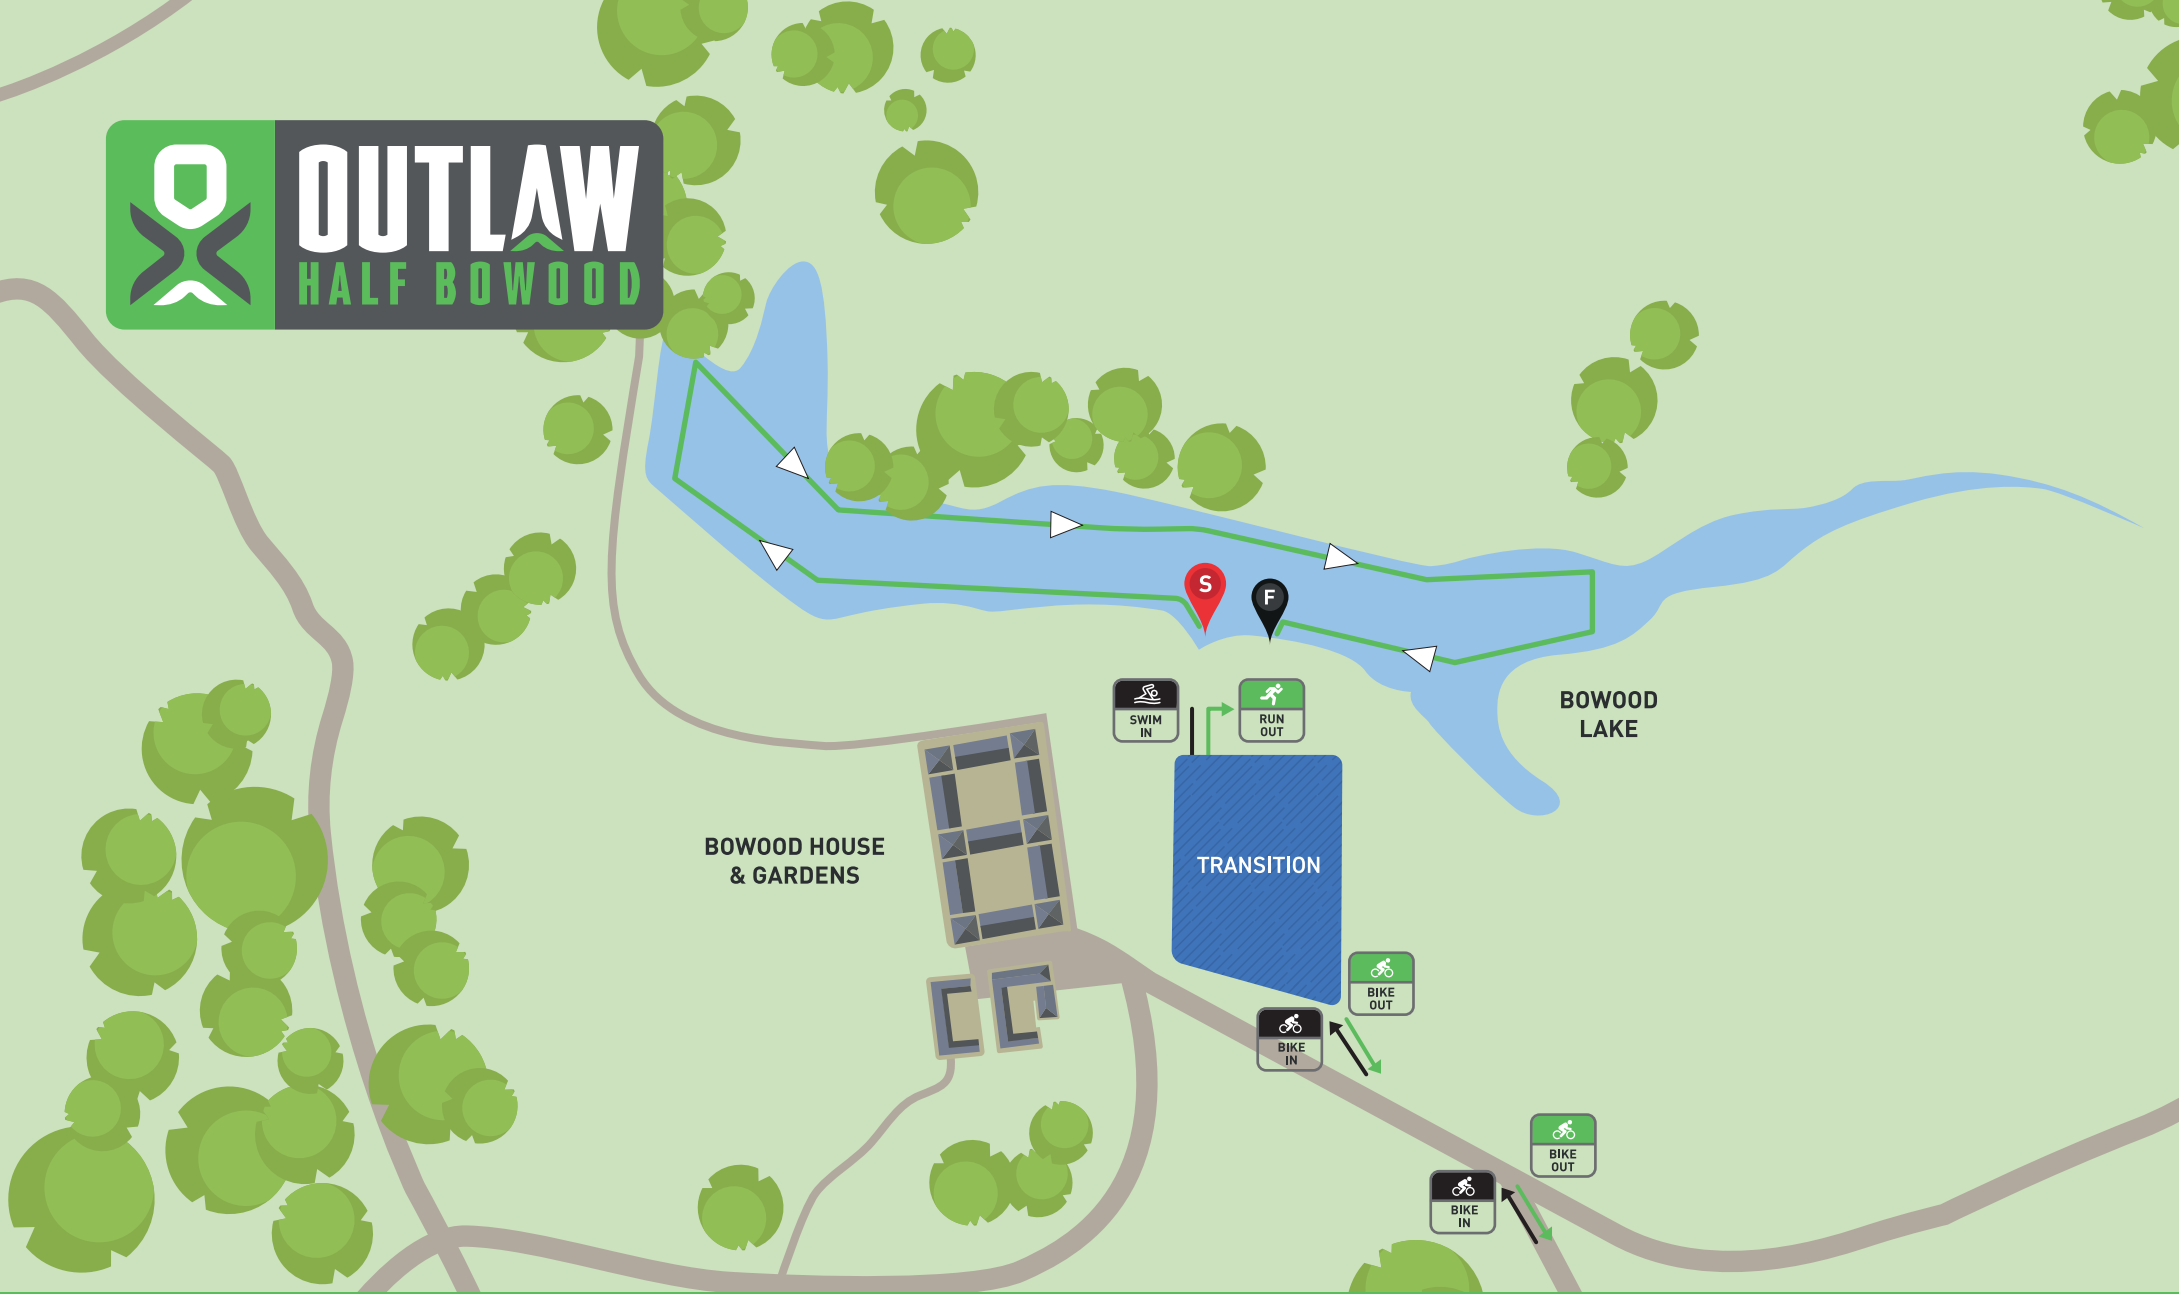 OUTLAW
HALF BOWOOD
S
F
SWIM
IN
RUN
OUT
BOWOOD
LAKE
BOWOOD HOUSE
& GARDENS
TRANSITION
BIKE
OUT
BIKE
IN
BIKE
OUT
BIKE
IN